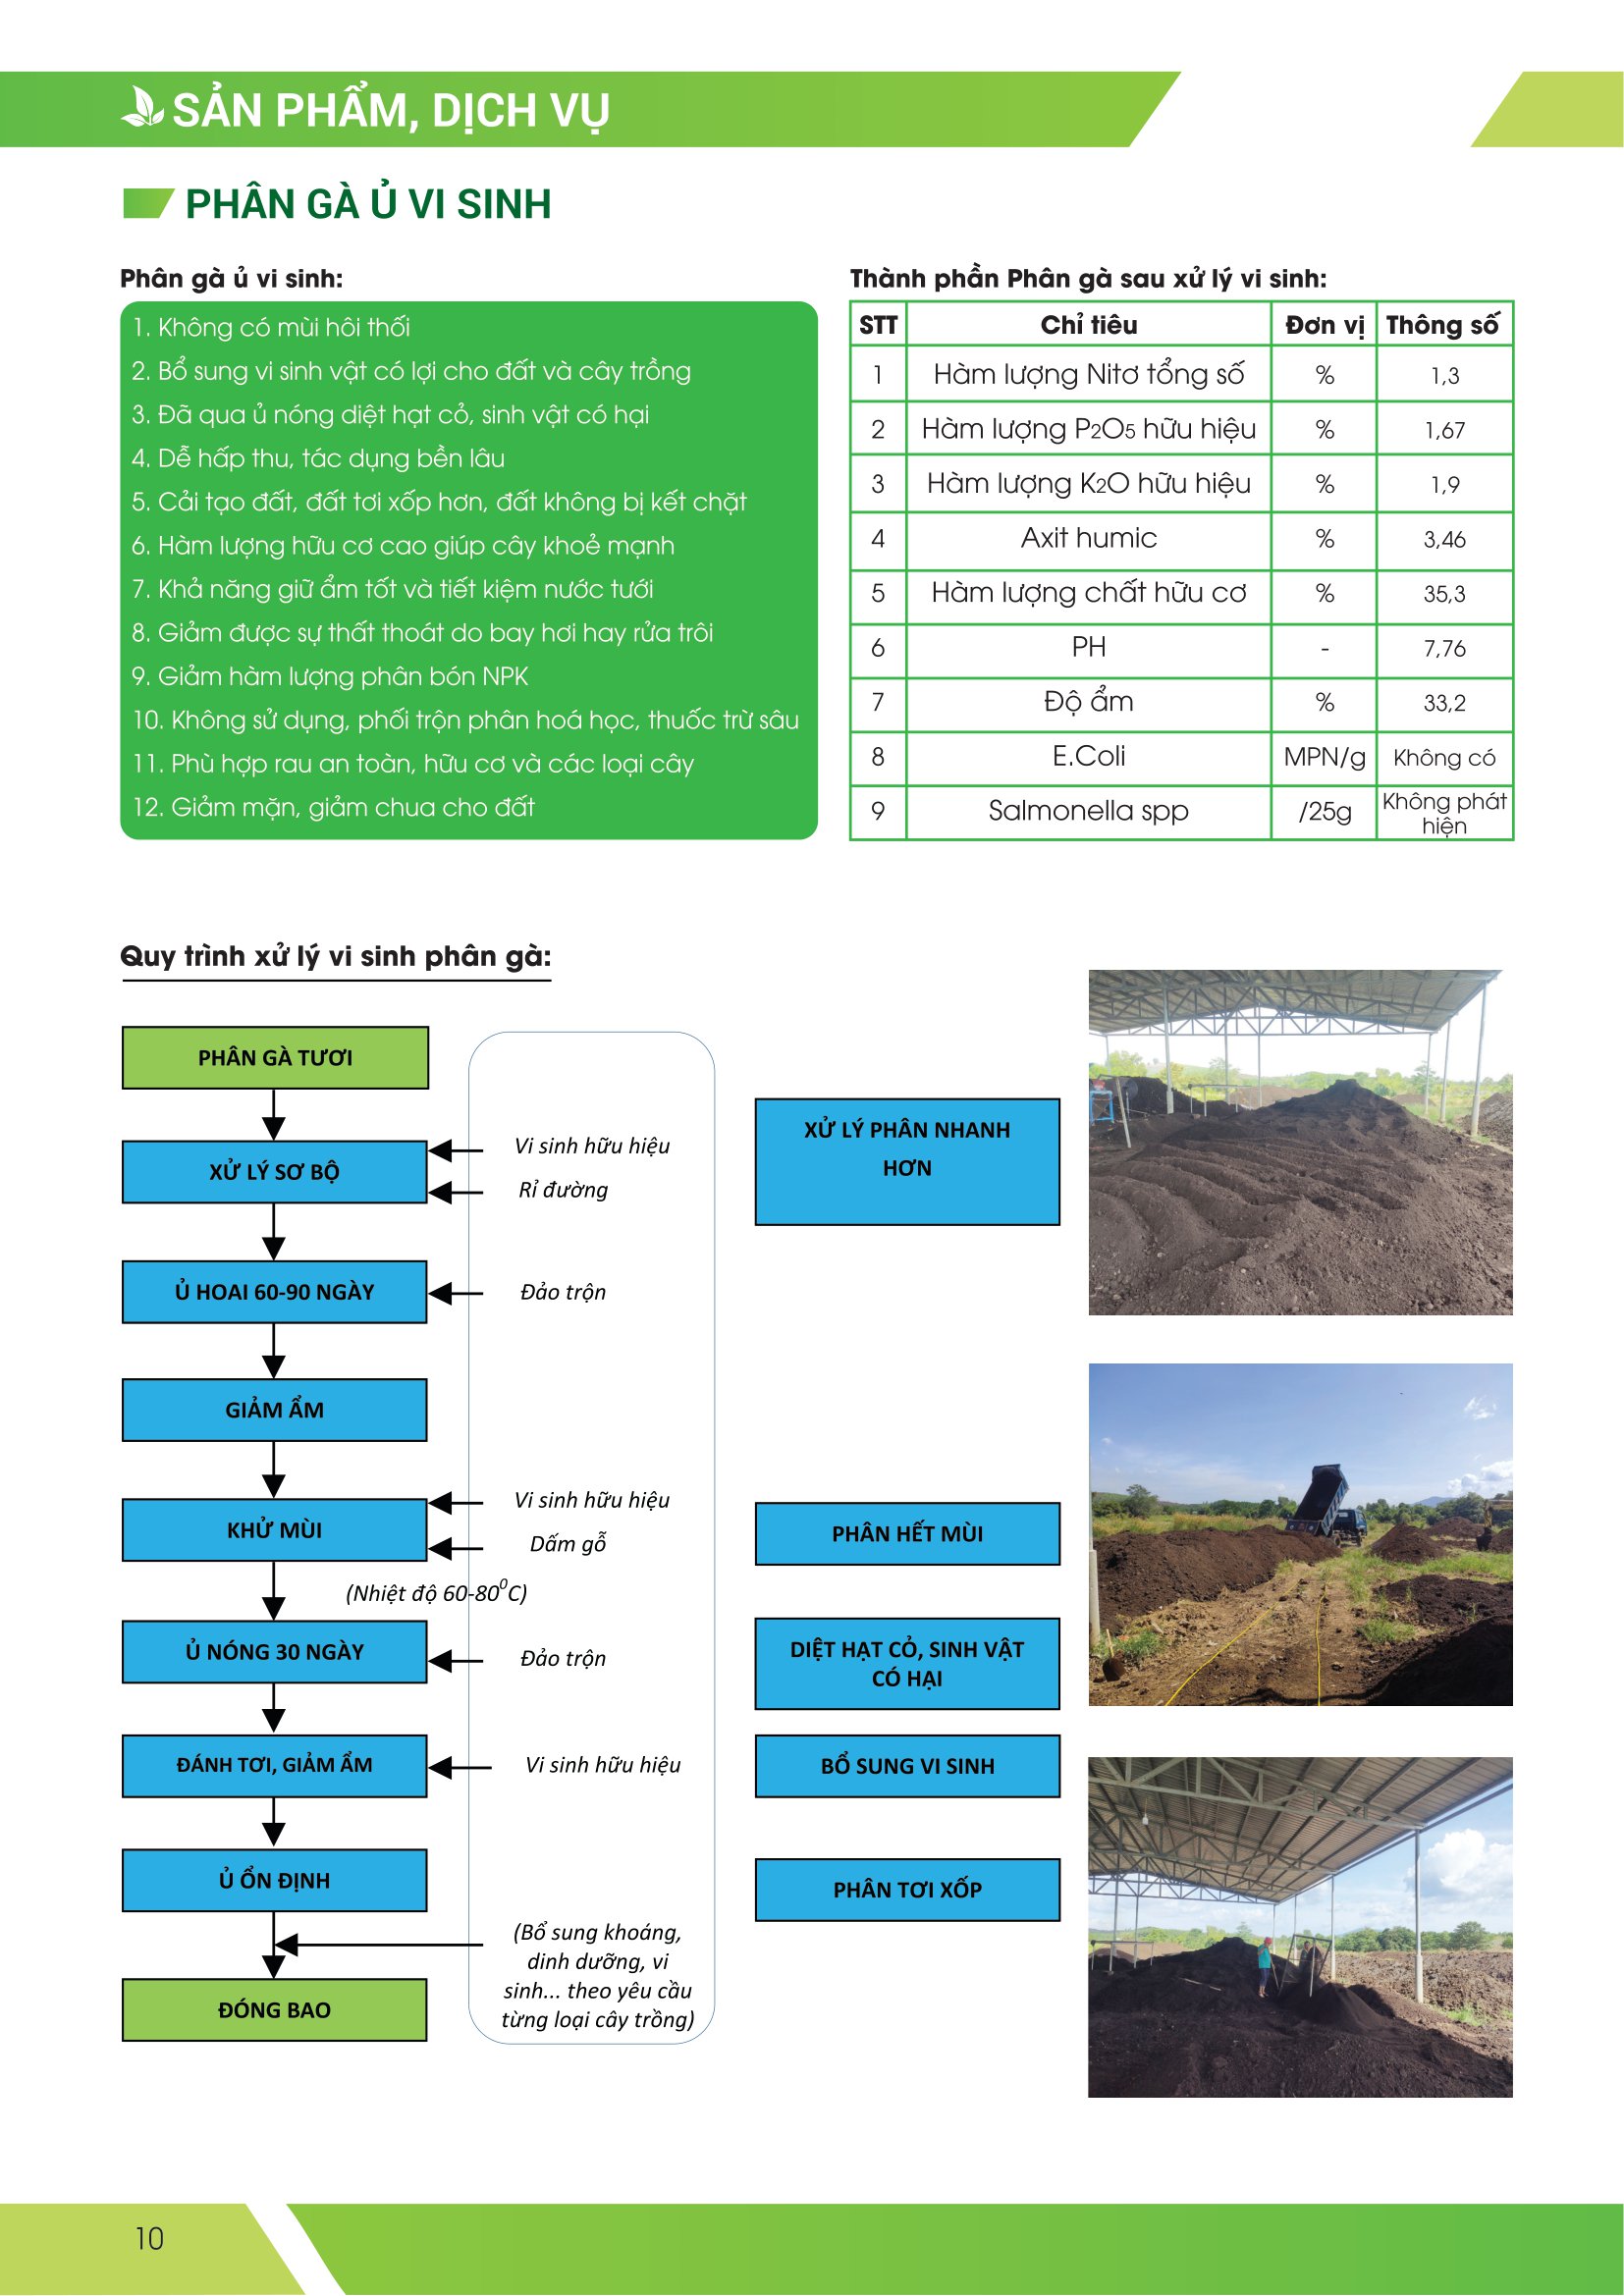 SẢN PHẨM, DỊCH VỤ
PHÂN GÀ Ủ VI SINH
Phân gà ủ vi sinh:
1. Không có mùi hôi thối
2. Bổ sung vi sinh vật có lợi cho đất và cây trồng
3. Đã qua ủ nóng diệt hạt cỏ, sinh vật có hại
4. Dễ hấp thu, tác dụng bền lâu
5. Cải tạo đất, đất tơi xốp hơn, đất không bị kết chặt
6. Hàm lượng hữu cơ cao giúp cây khoẻ mạnh
7. Khả năng giữ ẩm tốt và tiết kiệm nước tưới
8. Giảm được sự thất thoát do bay hơi hay rửa trôi
9. Giảm hàm lượng phân bón NPK
10. Không sử dụng, phối trộn phân hoá học, thuốc trừ sâu
11. Phù hợp rau an toàn, hữu cơ và các loại cây
12. Giảm mặn, giảm chua cho đất
Thành phần Phân gà sau xử lý vi sinh:
STT Chỉ tiêu Đơn vị Thông số
1 Hàm lượng Nitơ tổng số % 1,3
2 Hàm lượng P2O5 hữu hiệu % 1,67
3 Hàm lượng K2O hữu hiệu % 1,9
4 Axit humic % 3,46
5 Hàm lượng chất hữu cơ % 35,3
6 PH - 7,76
7 Độ ẩm % 33,2
8 E.Coli MPN/g Không có
9 Salmonella spp /25g Không phát
hiện
Quy trình xử lý vi sinh phân gà:
PHÂN GÀ TƯƠI
XỬ LÝ SƠ BỘ
Vi sinh hữu hiệu
Rỉ đường
XỬ LÝ PHÂN NHANH
HƠN
Ủ HOAI 60-90 NGÀY
Đảo trộn
GIẢM ẨM
KHỬ MÙI
Vi sinh hữu hiệu
Dấm gỗ
PHÂN HẾT MÙI
(Nhiệt độ 60-80⁰C)
Ủ NÓNG 30 NGÀY
Đảo trộn
DIỆT HẠT CỎ, SINH VẬT
CÓ HẠI
ĐÁNH TƠI, GIẢM ẨM
Vi sinh hữu hiệu
BỔ SUNG VI SINH
Ủ ỔN ĐỊNH
PHÂN TƠI XỐP
(Bổ sung khoáng,
dinh dưỡng, vi
sinh... theo yêu cầu
từng loại cây trồng)
ĐÓNG BAO
10